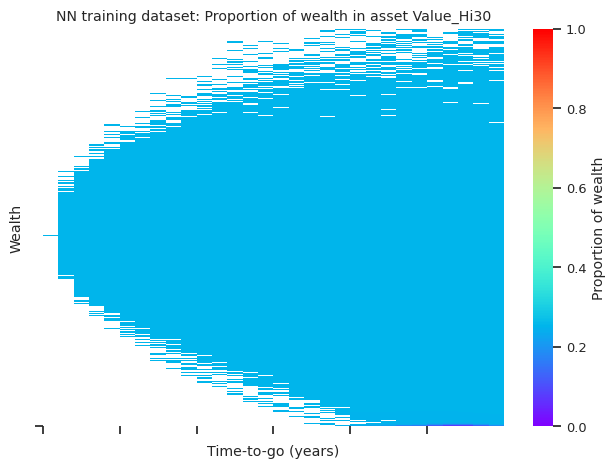 NN training dataset: Proportion of wealth in asset Value_Hi30
Wealth
Time-to-go (years)
1.0
0.8
0.6
0.4
0.2
0.0
Proportion of wealth